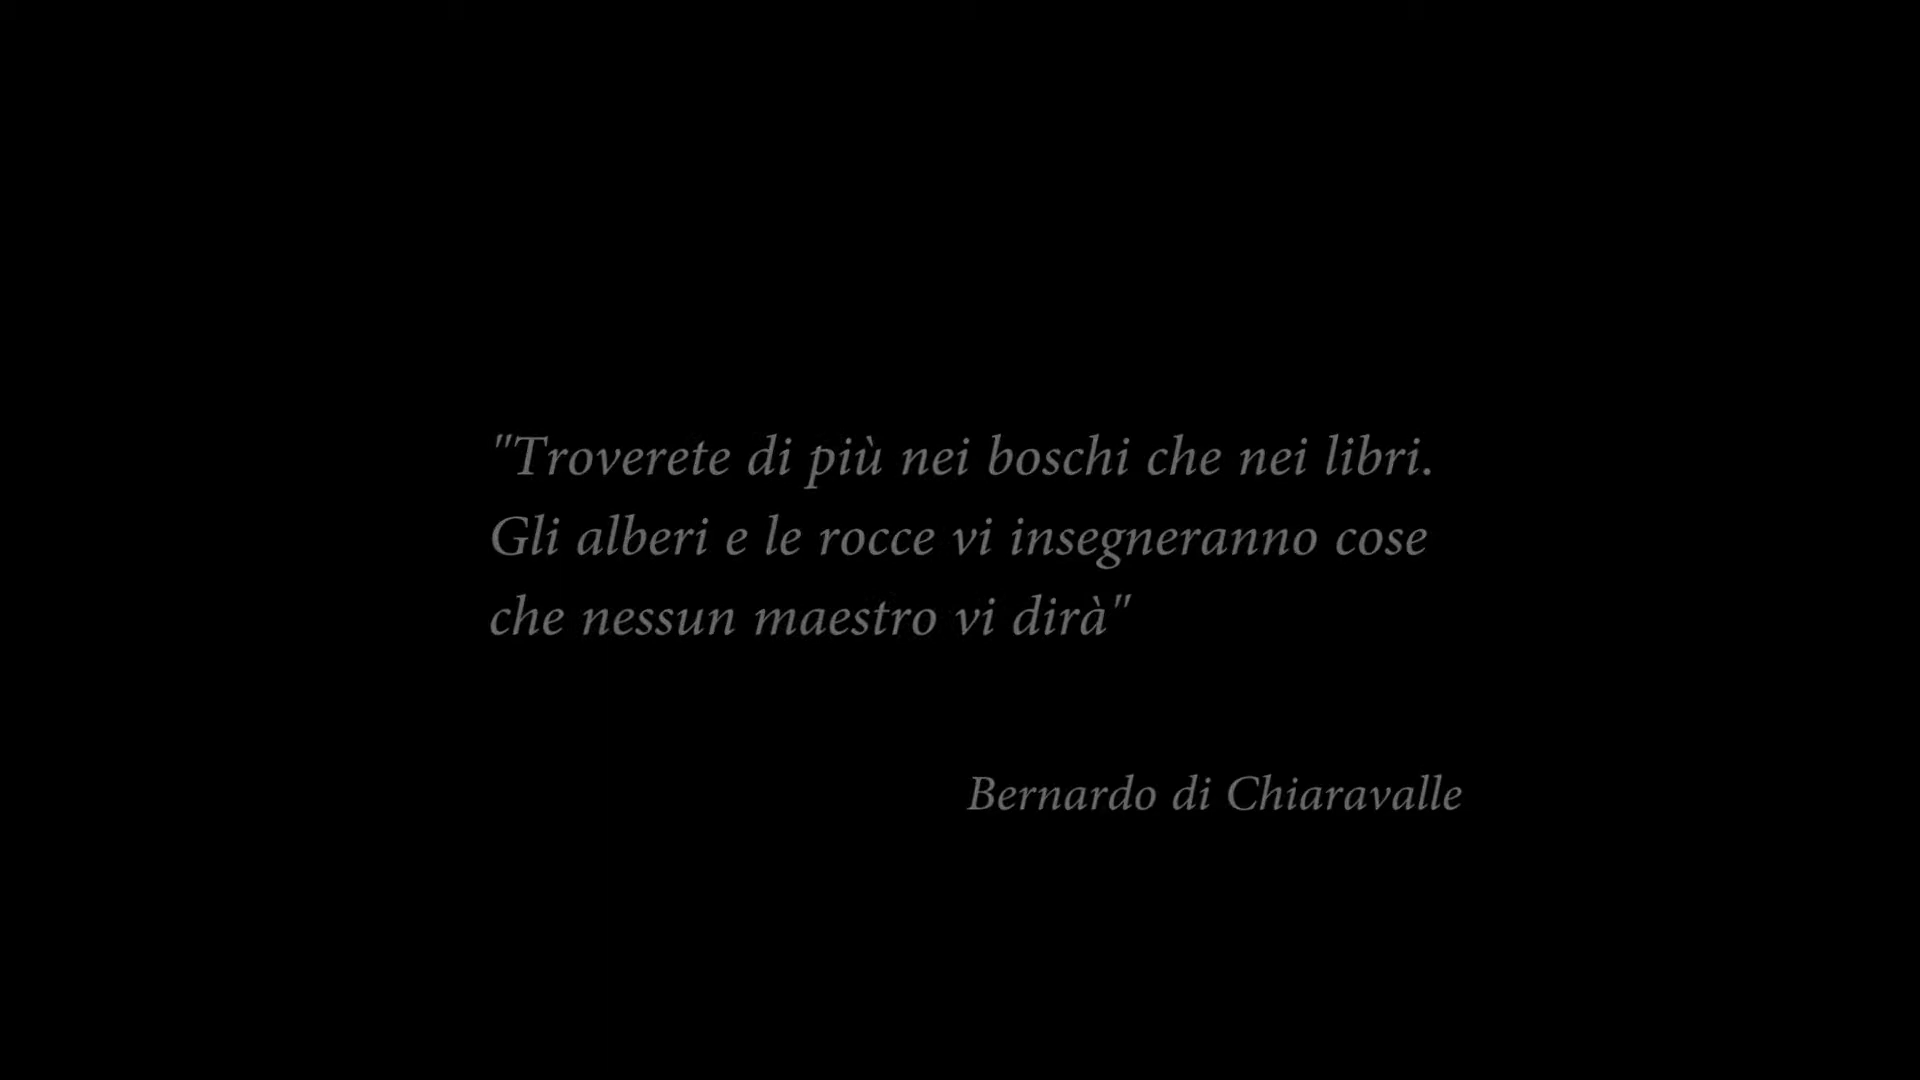 "Troverete di più nei boschi che nei libri.
Gli alberi e le rocce vi insegneranno cose
che nessun maestro vi dirà"
Bernardo di Chiaravalle